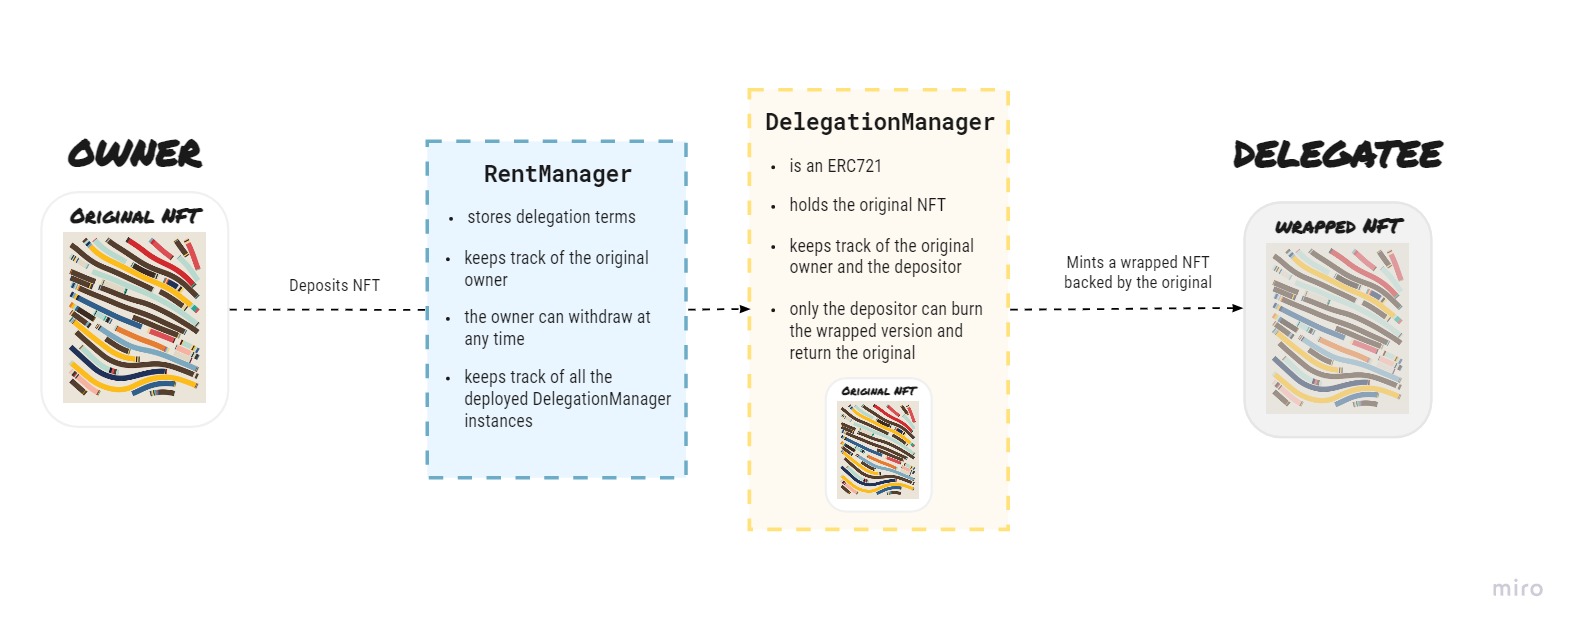 OWNER
Original NFT
Deposits NFT
RentManager
• stores delegation terms
• keeps track of the original
owner
• the owner can withdraw at
any time
• keeps track of all the
deployed DelegationManager
instances
DelegationManager
• is an ERC721
• holds the original NFT
• keeps track of the original
owner and the depositor
• only the depositor can burn
the wrapped version and
return the original
Original NFT
Mints a wrapped NFT
backed by the original
DELEGATEE
wrapped NFT
miro